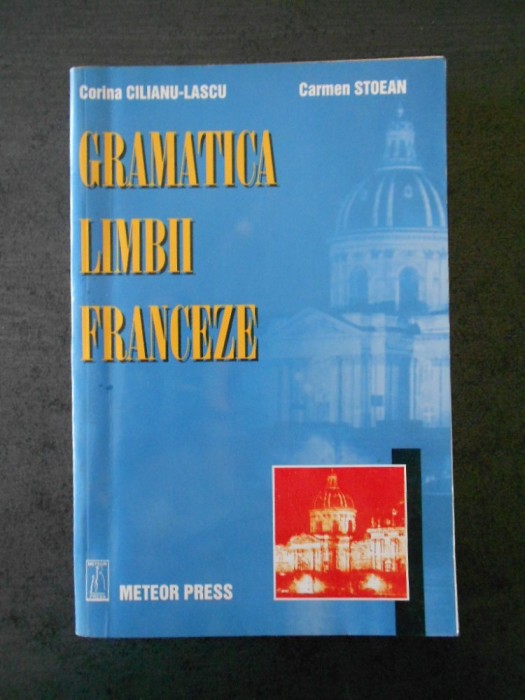 Corina CILIANU-LASCU Carmen STOEAN
GRAMATICA
LIMBII
FRANCEZE
METEOR PRESS